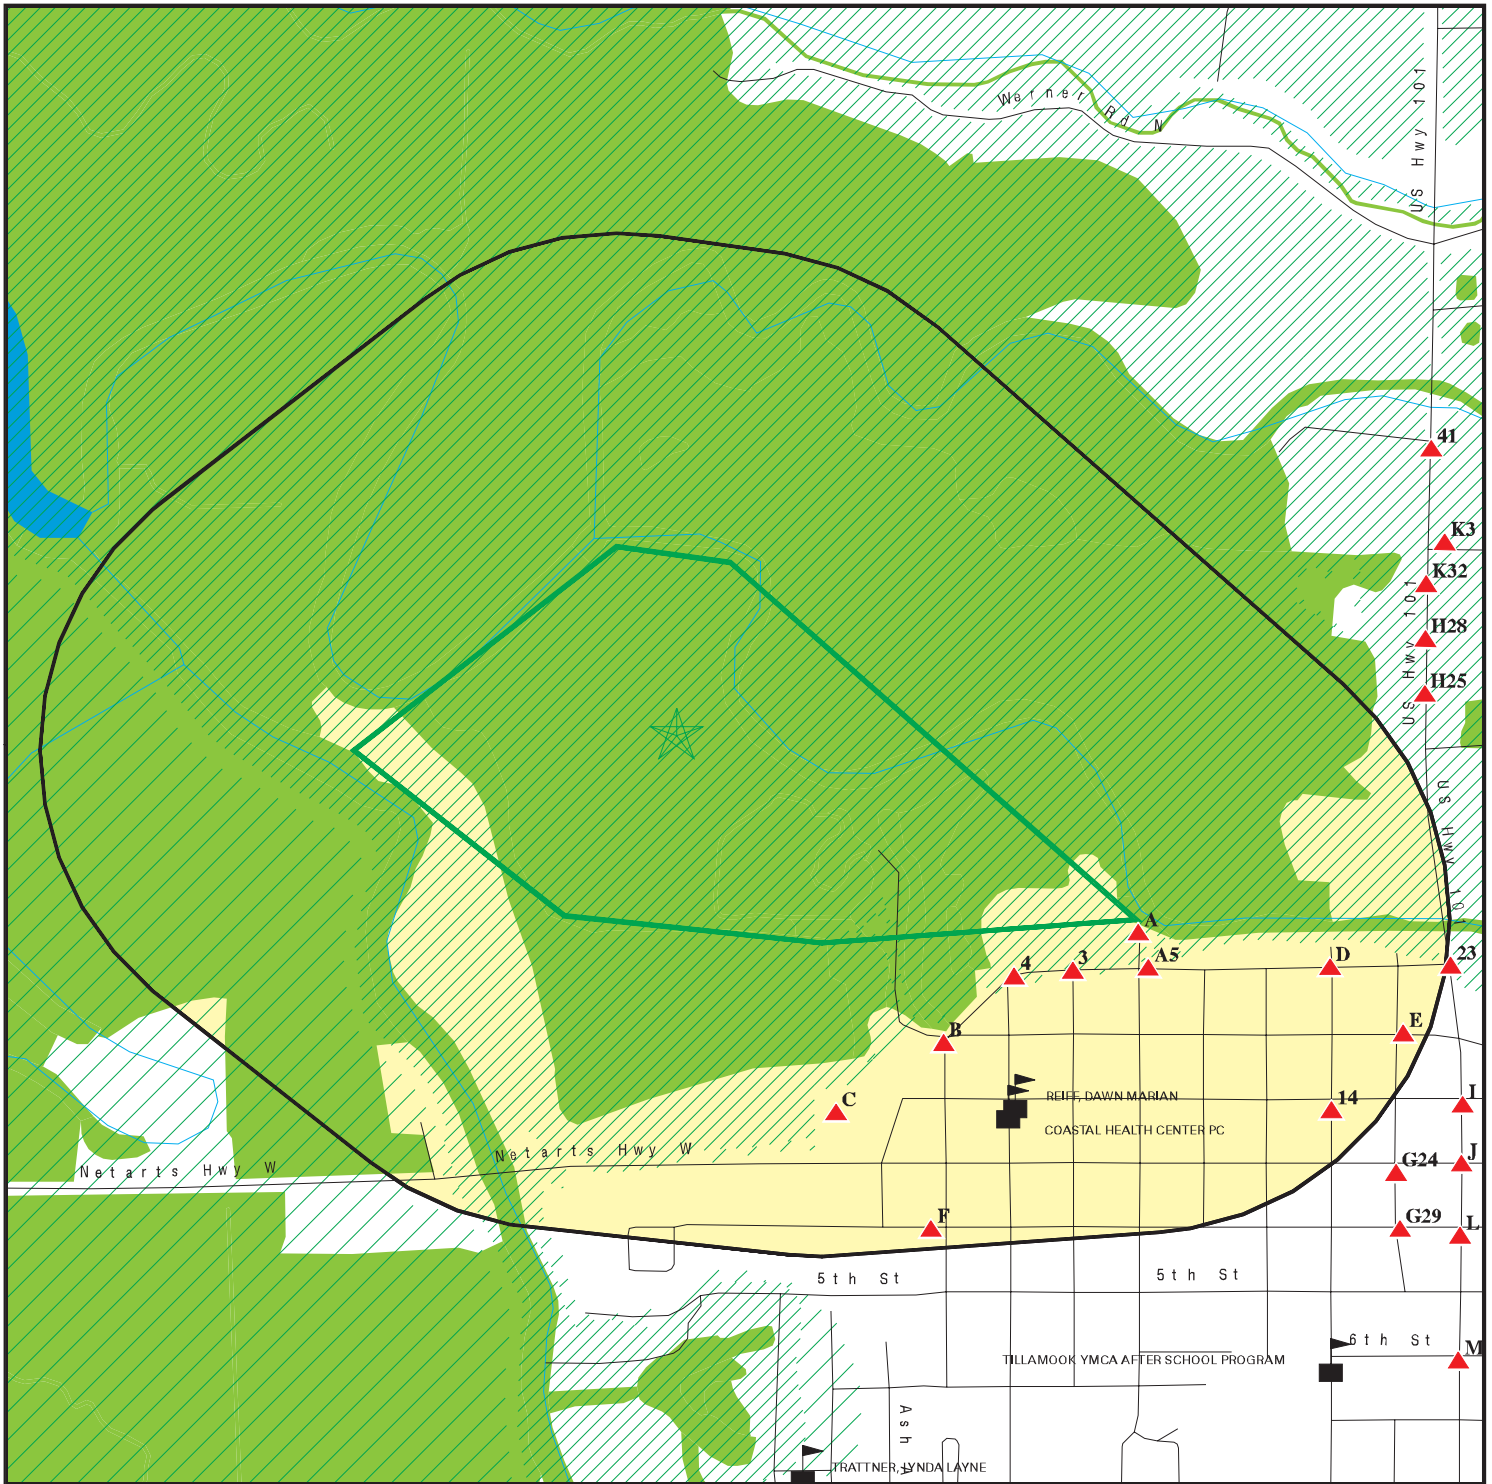 Werner Rd N
US Hwy 101
41
K3
K32
US Hwy 101
H28
H25
US Hwy 101
A
4
3
A5
D
23
B
E
C
REIFF, DAWN MARIAN
14
I
COASTAL HEALTH CENTER PC
Netarts Hwy W
Netarts Hwy W
G24
J
F
G29
L
5th St
5th St
6th St
TILLAMOOK YMCA AFTER SCHOOL PROGRAM
M
Ash A
TRATTNER, LYNDA LAYNE